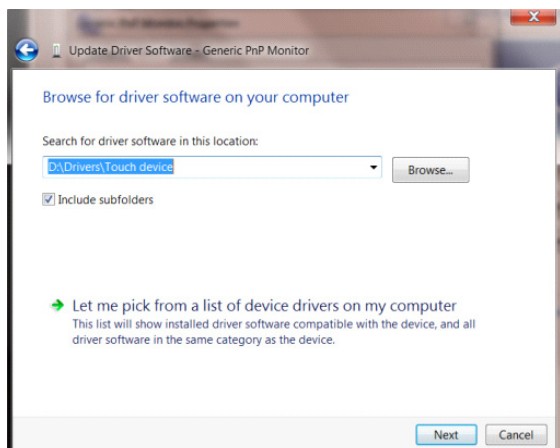 Update Driver Software - Generic PnP Monitor
Browse for driver software on your computer
Search for driver software in this location:
D:\Drivers\Touch device
Browse...
Include subfolders
Let me pick from a list of device drivers on my computer
This list will show installed driver software compatible with the device, and all
driver software in the same category as the device.
Next
Cancel